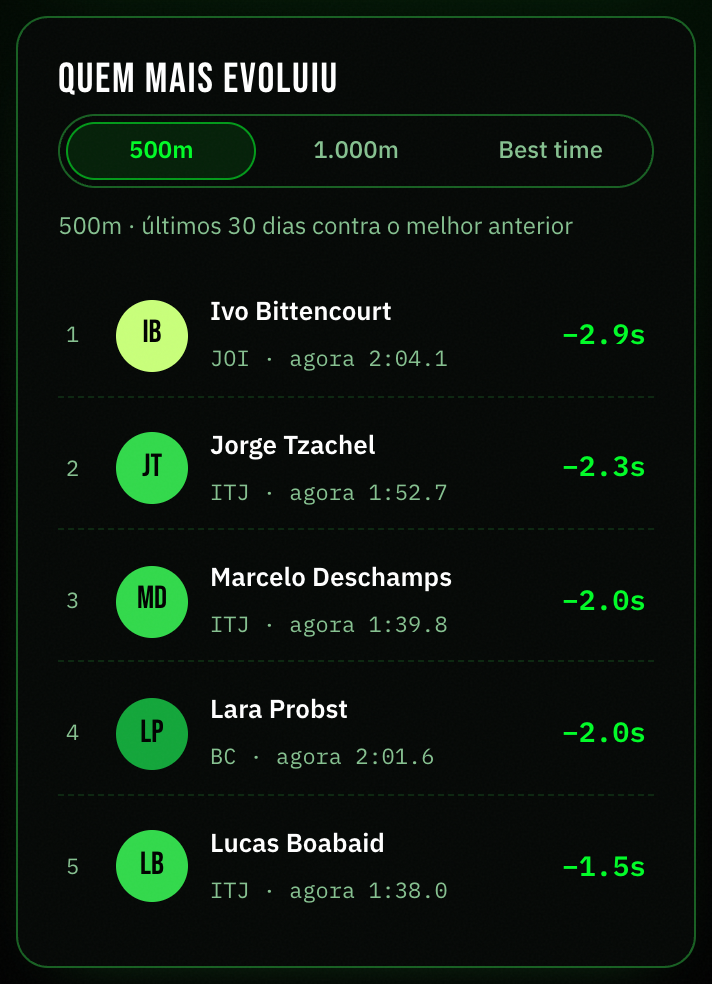 QUEM MAIS EVOLUIU
500m 1.000m Best time
500m · últimos 30 dias contra o melhor anterior
1 IB Ivo Bittencourt −2.9s
JOI · agora 2:04.1
2 JT Jorge Tzachel −2.3s
ITJ · agora 1:52.7
3 MD Marcelo Deschamps −2.0s
ITJ · agora 1:39.8
4 LP Lara Probst −2.0s
BC · agora 2:01.6
5 LB Lucas Boabaid −1.5s
ITJ · agora 1:38.0